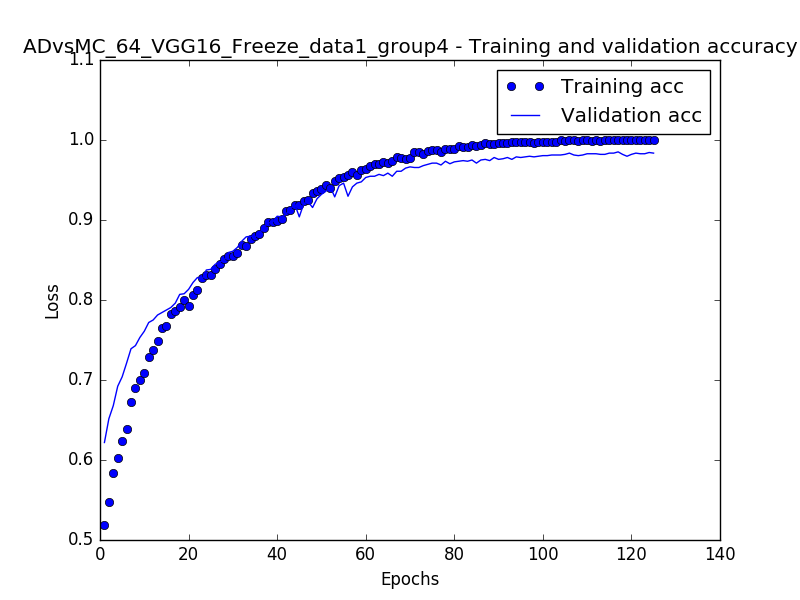 ADvsMC_64_VGG16_Freeze_data1_group4 - Training and validation accuracy
1.1
Training acc
Validation acc
1.0
0.9
0.8
Loss
0.7
0.6
0.5
0 20 40 60 80 100 120 140
Epochs